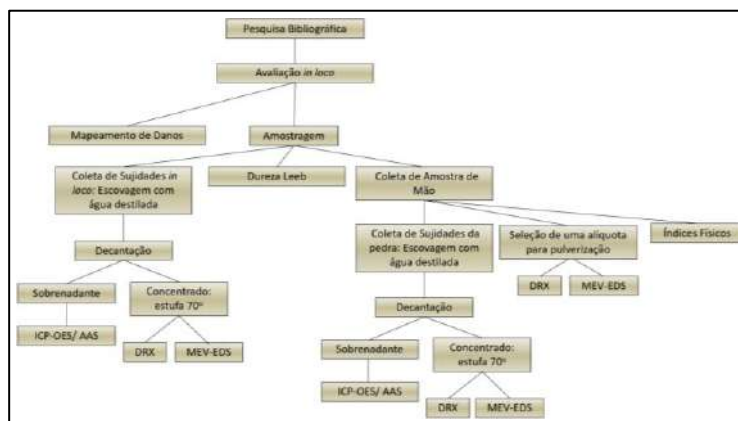 Pesquisa Bibliográfica
Avaliação in loco
Mapeamento de Danos
Amostragem
Coleta de Sujidades in
loco: Escovagem com
água destilada
Dureza Leeb
Coleta de Amostra de
Mão
Decantação
Coleta de Sujidades da
pedra: Escovagem com
água destilada
Seleção de uma alíquota
para pulverização
Índices Físicos
Sobrenadante
Concentrado:
estufa 70º
DRX
MEV-EDS
ICP-OES/ AAS
DRX
MEV-EDS
Decantação
Sobrenadante
Concentrado:
estufa 70º
ICP-OES/ AAS
DRX
MEV-EDS